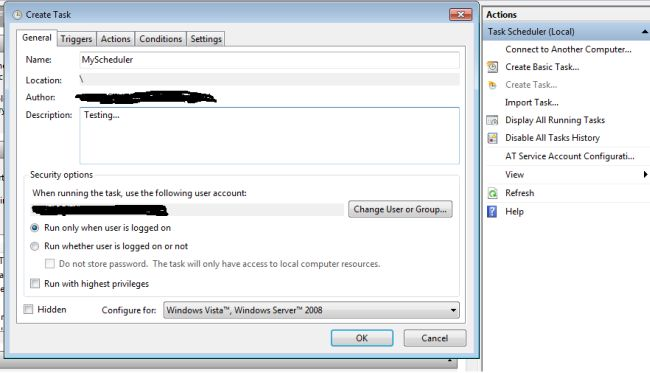 Create Task
General Triggers Actions Conditions Settings
Name: MyScheduler
Location: \
Author:
Description: Testing...
Security options
When running the task, use the following user account:
Change User or Group...
Run only when user is logged on
Run whether user is logged on or not
Do not store password. The task will only have access to local computer resources.
Run with highest privileges
Hidden Configure for: Windows Vista™, Windows Server™ 2008
OK Cancel
Actions
Task Scheduler (Local)
Connect to Another Computer...
Create Basic Task...
Create Task...
Import Task...
Display All Running Tasks
Disable All Tasks History
AT Service Account Configurati...
View
Refresh
Help